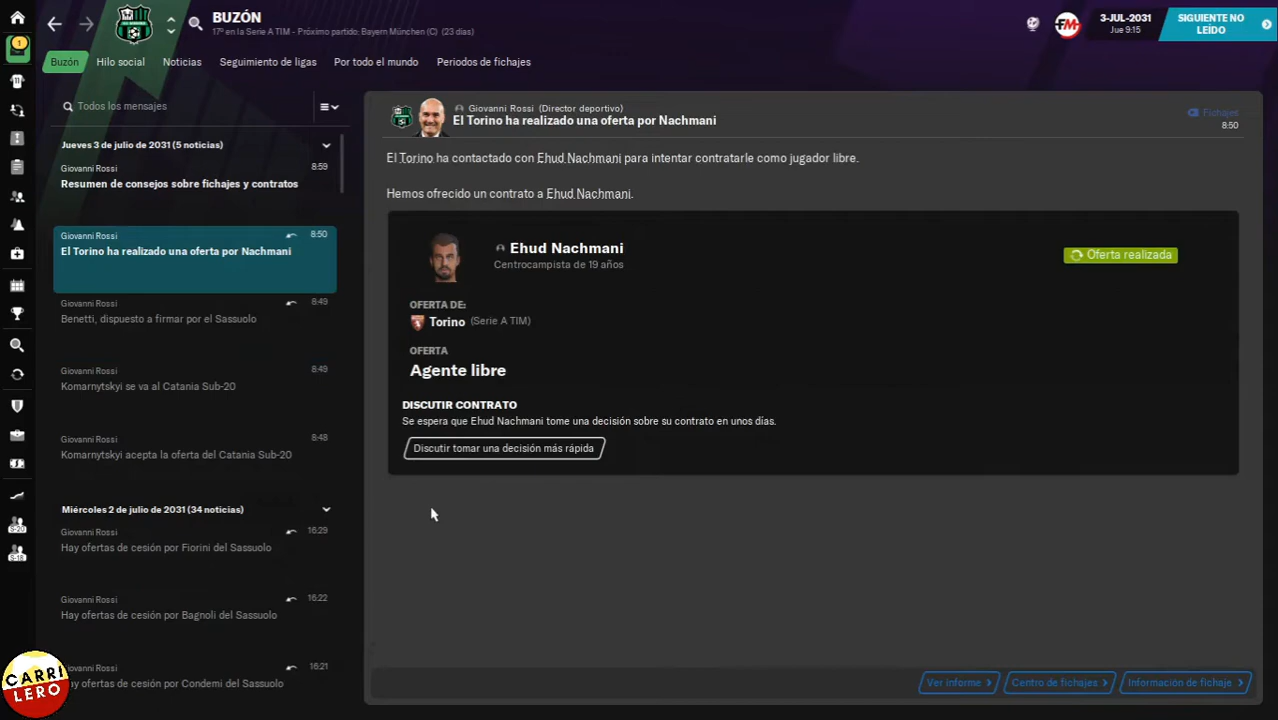 BUZÓN
17º en la Serie A TIM - Próximo partido: Bayern München (C) (23 días)
FM
3-JUL-2031
Jue 9:15
SIGUIENTE NO LEÍDO
1
Buzón
Hilo social
Noticias
Seguimiento de ligas
Por todo el mundo
Periodos de fichajes
Todos los mensajes
Jueves 3 de julio de 2031 (5 noticias)
Giovanni Rossi 8:59
Resumen de consejos sobre fichajes y contratos
Giovanni Rossi 8:50
El Torino ha realizado una oferta por Nachmani
Giovanni Rossi 8:49
Benetti, dispuesto a firmar por el Sassuolo
Giovanni Rossi 8:49
Komarnytskyi se va al Catania Sub-20
Giovanni Rossi 8:48
Komarnytskyi acepta la oferta del Catania Sub-20
Miércoles 2 de julio de 2031 (34 noticias)
Giovanni Rossi 16:29
Hay ofertas de cesión por Fiorini del Sassuolo
Giovanni Rossi 16:22
Hay ofertas de cesión por Bagnoli del Sassuolo
Giovanni Rossi 16:21
Hay ofertas de cesión por Condemi del Sassuolo
S-20
S-18
CARRI
LERO
Giovanni Rossi (Director deportivo)
El Torino ha realizado una oferta por Nachmani
Fichajes
8:50
El Torino ha contactado con Ehud Nachmani para intentar contratarle como jugador libre.
Hemos ofrecido un contrato a Ehud Nachmani.
Ehud Nachmani
Centrocampista de 19 años
Oferta realizada
OFERTA DE:
Torino (Serie A TIM)
OFERTA
Agente libre
DISCUTIR CONTRATO
Se espera que Ehud Nachmani tome una decisión sobre su contrato en unos días.
Discutir tomar una decisión más rápida
Ver informe
Centro de fichajes
Información de fichaje